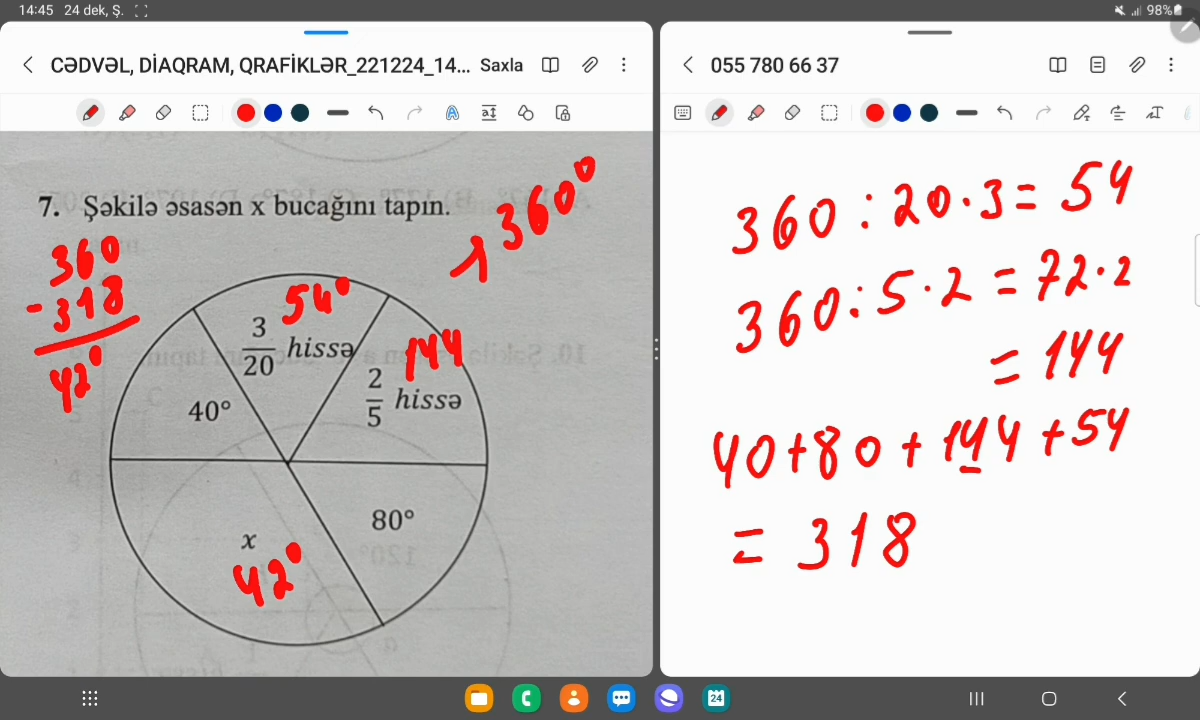 14:45 24 dek, Ş. 98%
CƏDVƏL, DİAQRAM, QRAFİKLƏR_221224_14... Saxla
055 780 66 37
7. Şəkilə əsasən x bucağını tapın.
360°
360
- 318
42°
54°
3/20 hissə
144
2/5 hissə
40°
80°
x
42°
360 : 20 · 3 = 54
360 : 5 · 2 = 72 · 2
= 144
40 + 80 + 144 + 54
= 318
24